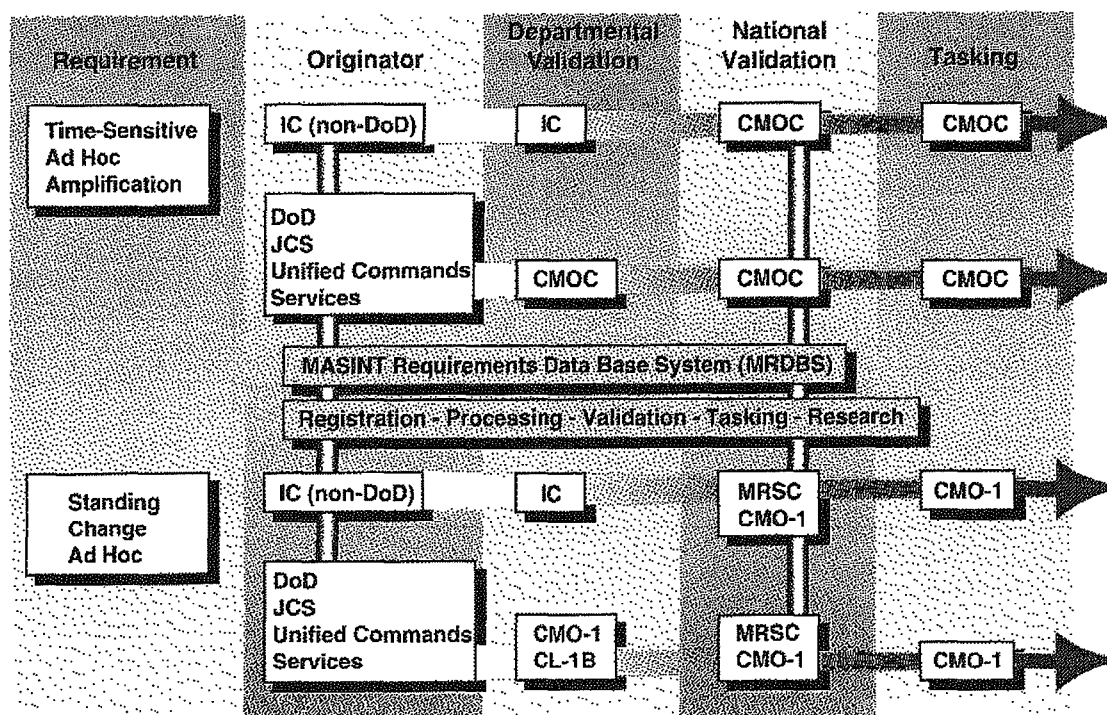 Requirement
Originator
Departmental
Validation
National
Validation
Tasking
Time-Sensitive
Ad Hoc
Amplification
IC (non-DoD)
IC
CMOC
CMOC
DoD
JCS
Unified Commands
Services
CMOC
CMOC
CMOC
MASINT Requirements Data Base System (MRDBS)
Registration - Processing - Validation - Tasking - Research
Standing
Change
Ad Hoc
IC (non-DoD)
IC
MRSC
CMO-1
CMO-1
DoD
JCS
Unified Commands
Services
CMO-1
CL-1B
MRSC
CMO-1
CMO-1